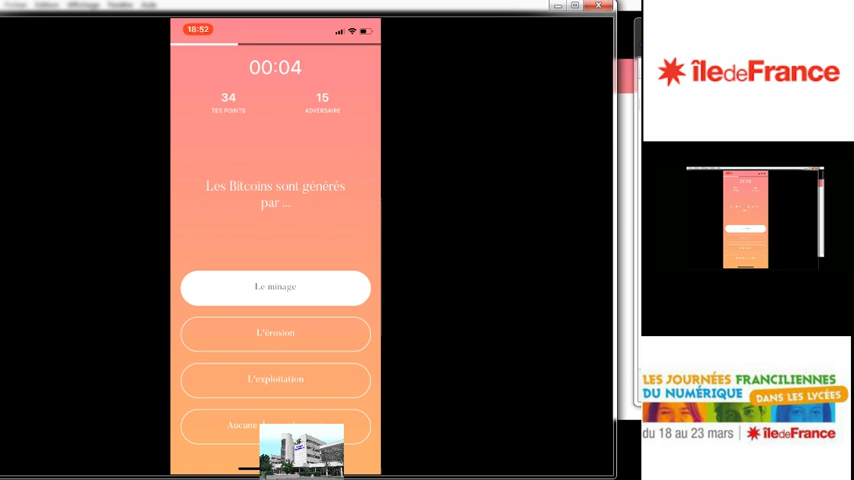 18:52
00:04
34
15
TES POINTS
ADVERSAIRE
Les Bitcoins sont générés
par ...
Le minage
L'érosion
L'exploitation
Aucune
îledeFrance
LES JOURNÉES FRANCILIENNES
DU NUMÉRIQUE DANS LES LYCÉES
du 18 au 23 mars | îledeFrance